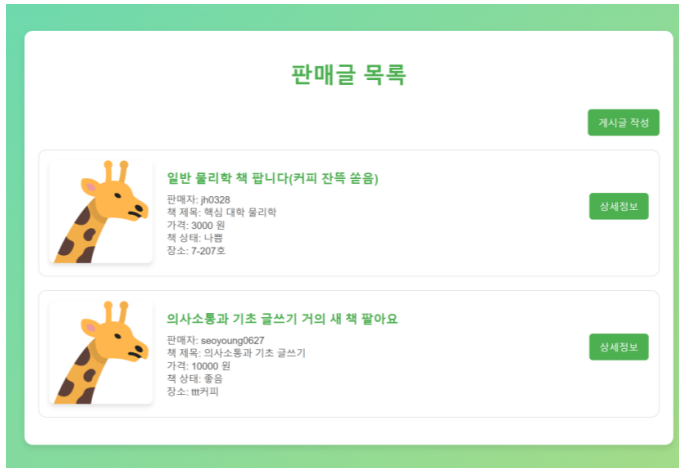 판매글 목록
게시글 작성
일반 물리학 책 팝니다(커피 잔뜩 쏟음)
판매자: jh0328
책 제목: 핵심 대학 물리학
가격: 3000 원
책 상태: 나쁨
장소: 7-207호
상세정보
의사소통과 기초 글쓰기 거의 새 책 팔아요
판매자: seoyoung0627
책 제목: 의사소통과 기초 글쓰기
가격: 10000 원
책 상태: 좋음
장소: ttt커피
상세정보